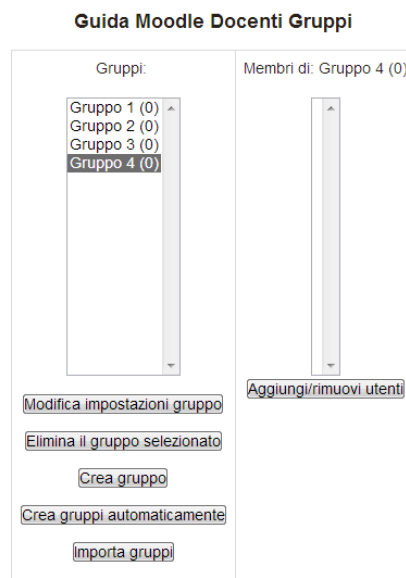 Guida Moodle Docenti Gruppi
Gruppi:
Gruppo 1 (0)
Gruppo 2 (0)
Gruppo 3 (0)
Gruppo 4 (0)
Modifica impostazioni gruppo
Elimina il gruppo selezionato
Crea gruppo
Crea gruppi automaticamente
Importa gruppi
Membri di: Gruppo 4 (0)
Aggiungi/rimuovi utenti